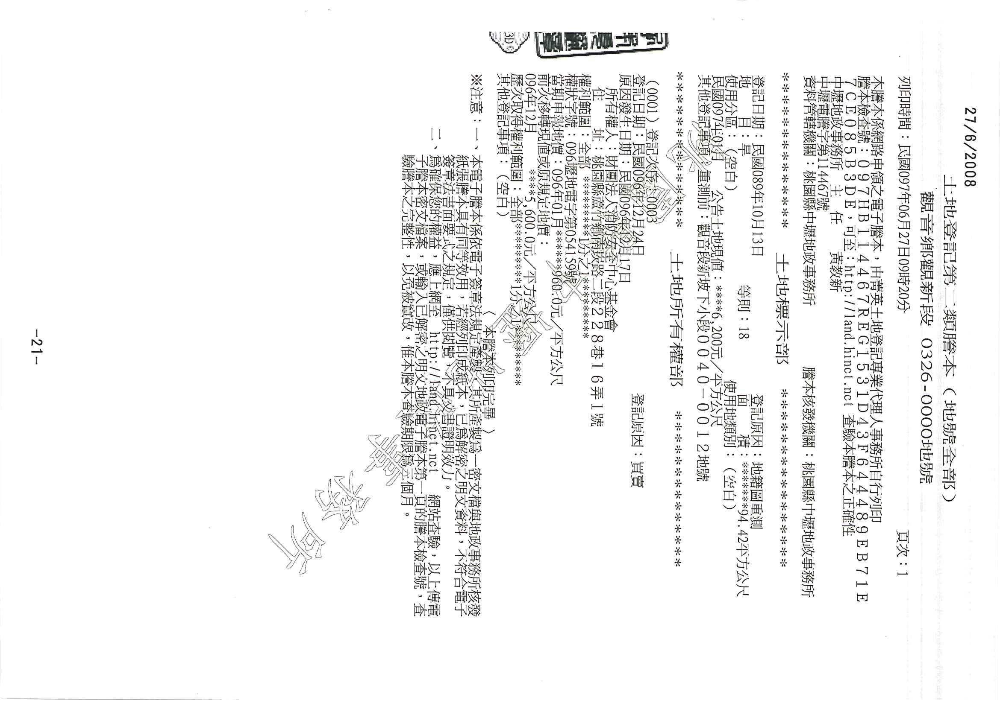 27/6/2008
土地登記第二類謄本（地號全部）
觀音鄉觀新段 0326-0000地號
列印時間：民國097年06月27日09時20分 頁次：1
本謄本係網路申領之電子謄本，由菁英土地登記專業代理人事務所自行列印
謄本檢查號：097HB114467REG1531D43F644489EB71E
7CE085B3DE，可至：http://land.hinet.net 查驗本謄本之正確性
中壢地政事務所 主 任 黃教新
中壢電謄字第114467號
資料管轄機關：桃園縣中壢地政事務所 謄本核發機關：桃園縣中壢地政事務所
＊＊＊＊＊＊＊＊＊＊＊＊＊＊＊ 土地標示部 ＊＊＊＊＊＊＊＊＊＊＊＊＊＊＊＊＊
登記日期：民國089年10月13日 登記原因：地籍圖重測
地 目：旱 等則：18 面 積：*******94.42平方公尺
使用分區：（空白） 使用地類別：（空白）
民國097年01月 公告土地現值：****6,200元／平方公尺
其他登記事項：重測前：觀音段新坡下小段0040-0012地號
＊＊＊＊＊＊＊＊＊＊＊＊＊＊＊ 土地所有權部 ＊＊＊＊＊＊＊＊＊＊＊＊＊＊＊
（0001）登記次序：0003
登記日期：民國096年12月24日 登記原因：買賣
原因發生日期：民國096年12月17日
所有權人：財團法人消防安全中心基金會
住 址：桃園縣蘆竹鄉南崁路二段228巷16弄1號
權利範圍：全部 *********1分之1*********
權狀字號：096壢地電字第054159號
當期申報地價：096年01月******960.0元／平方公尺
前次移轉現值或原規定地價：
096年12月 ****5,600.0元／平方公尺
歷次取得權利範圍：全部*********1分之1*********
其他登記事項：（空白）
〈 本謄本列印完畢 〉
※注意：一、本電子謄本係依電子簽章法規定產製，其所產製為一密文檔與地政事務所核發
紙張謄本具有同等效用，若經列印成紙本，已為解密之明文資料，不符合電子
簽章法書面要式之規定，僅供閱覽，不具文書證明效力。
二、為確保您的權益，應上網至 http://land.hinet.net 網站查驗，以上傳電
子謄本密文檔案，或輸入已解密之明文地政電子謄本第一頁的謄本檢查號，查
驗謄本之完整性，以免被竄改，惟本謄本查驗期限為三個月。
-21-